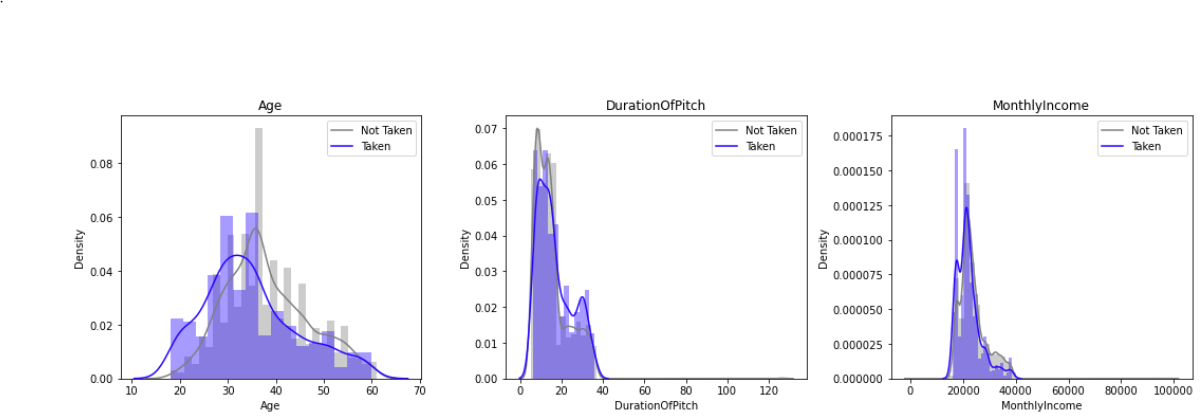 .
Age
Not Taken
Taken
0.08
0.06
0.04
0.02
0.00
Density
10 20 30 40 50 60 70
Age
DurationOfPitch
Not Taken
Taken
0.07
0.06
0.05
0.04
0.03
0.02
0.01
0.00
Density
0 20 40 60 80 100 120
DurationOfPitch
MonthlyIncome
Not Taken
Taken
0.000175
0.000150
0.000125
0.000100
0.000075
0.000050
0.000025
0.000000
Density
0 20000 40000 60000 80000 100000
MonthlyIncome